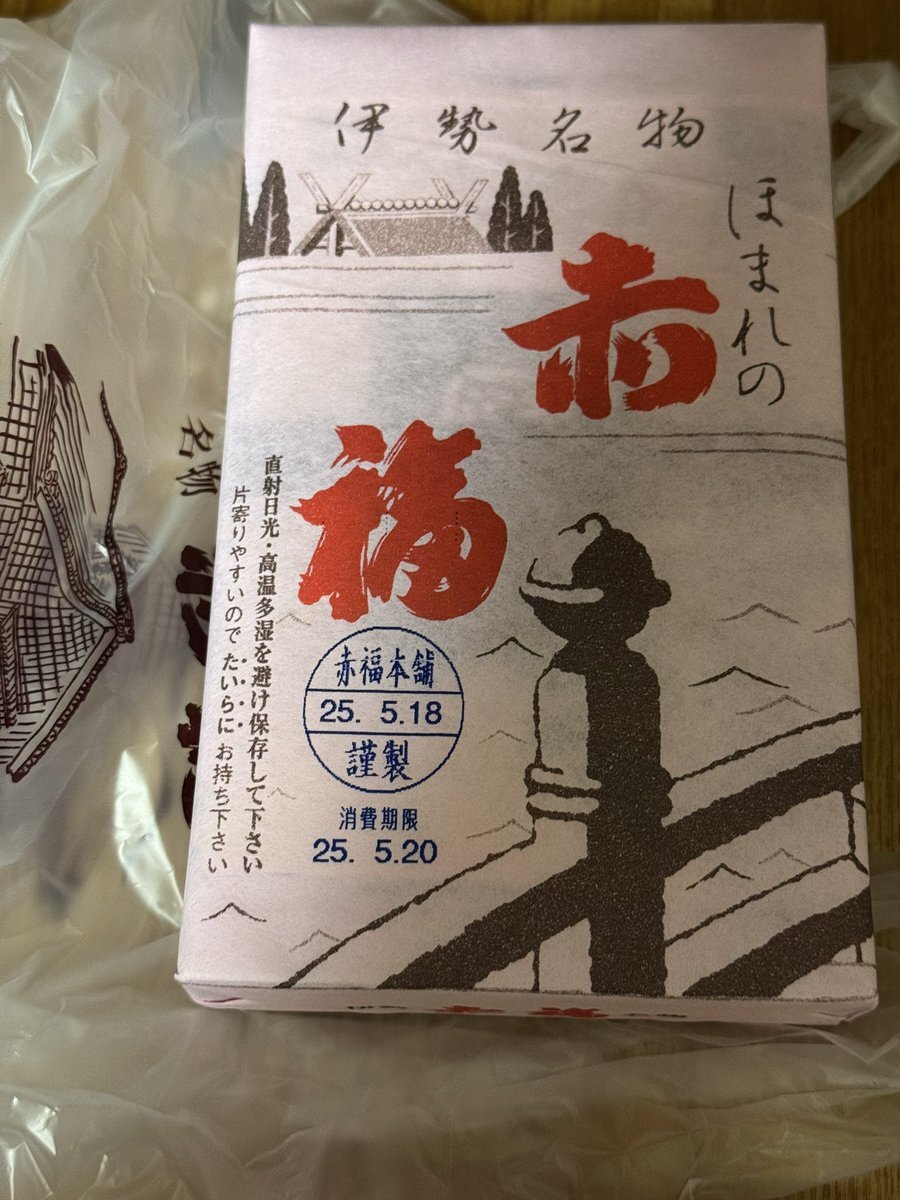 伊勢名物
ほまれの
赤
福
直射日光・高温多湿を避け保存して下さい
片寄りやすいのでたいらにお持ち下さい
赤福本舗
25. 5.18
謹製
消費期限
25. 5.20
名物